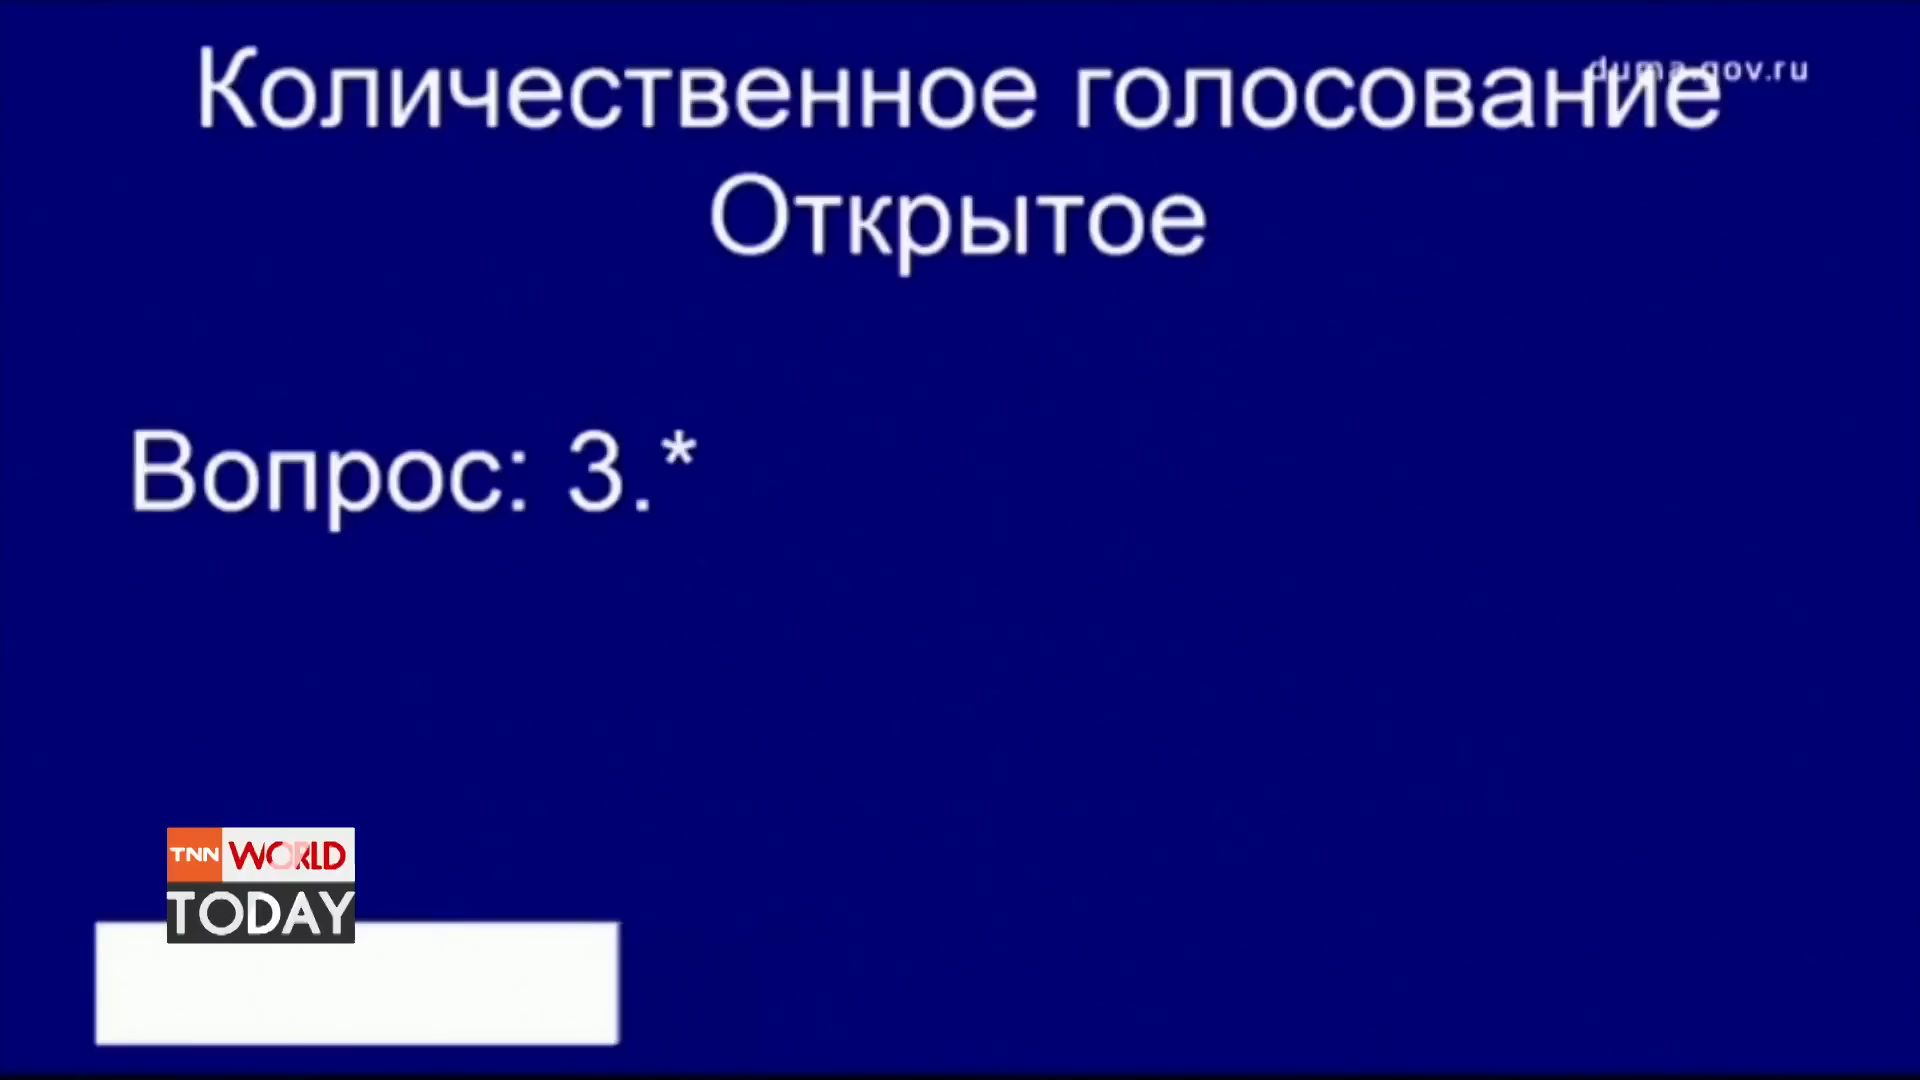 Количественное голосование
duma.gov.ru
Открытое
Вопрос: 3.*
TNN WORLD
TODAY